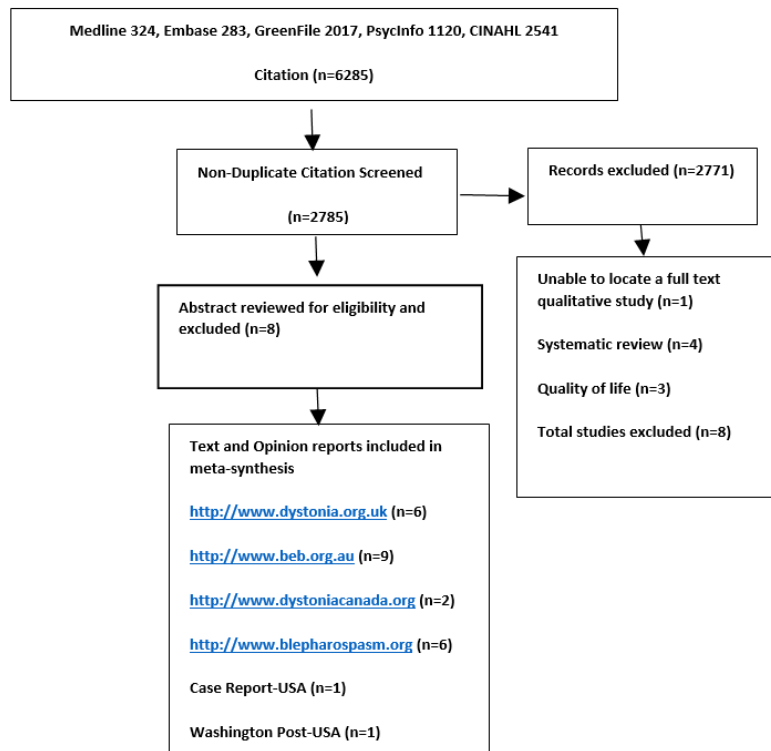 Medline 324, Embase 283, GreenFile 2017, PsycInfo 1120, CINAHL 2541
Citation (n=6285)
Non-Duplicate Citation Screened
(n=2785)
Records excluded (n=2771)
Abstract reviewed for eligibility and
excluded (n=8)
Unable to locate a full text
qualitative study (n=1)
Systematic review (n=4)
Quality of life (n=3)
Total studies excluded (n=8)
Text and Opinion reports included in
meta-synthesis
http://www.dystonia.org.uk (n=6)
http://www.beb.org.au (n=9)
http://www.dystoniacanada.org (n=2)
http://www.blepharospasm.org (n=6)
Case Report-USA (n=1)
Washington Post-USA (n=1)